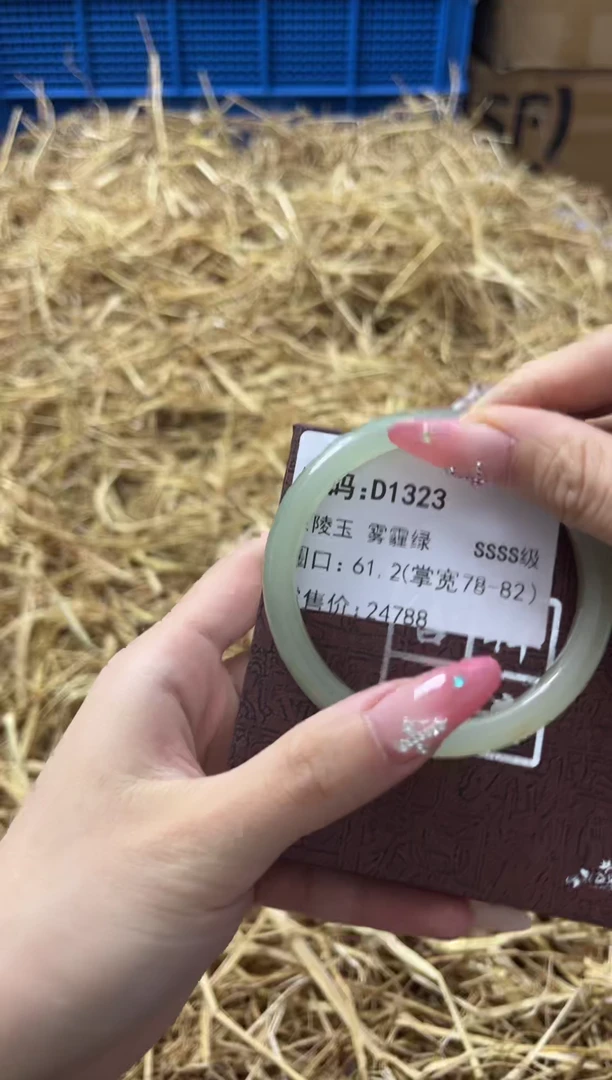 SF)
码:D1323
陵玉 雾霾绿 SSSS级
圈口: 61.2(掌宽78-82)
售价:24788